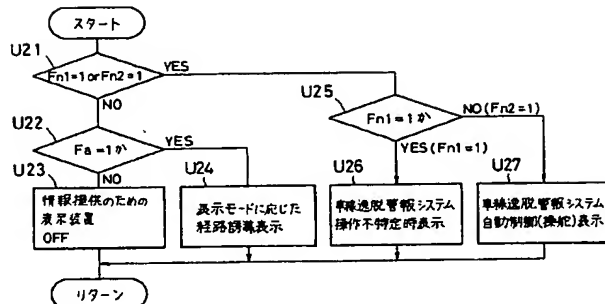 スタート
U21
Fn1=1orFn2=1
YES
NO
U22
Fa=1か
YES
NO
U23
情報提供のための
表示装置
OFF
U24
表示モードに応じた
経路誘導表示
U25
Fn1=1か
NO(Fn2=1)
YES(Fn1=1)
U26
車線逸脱警報システム
操作不特定時表示
U27
車線逸脱警報システム
自動制御(操舵)表示
リターン